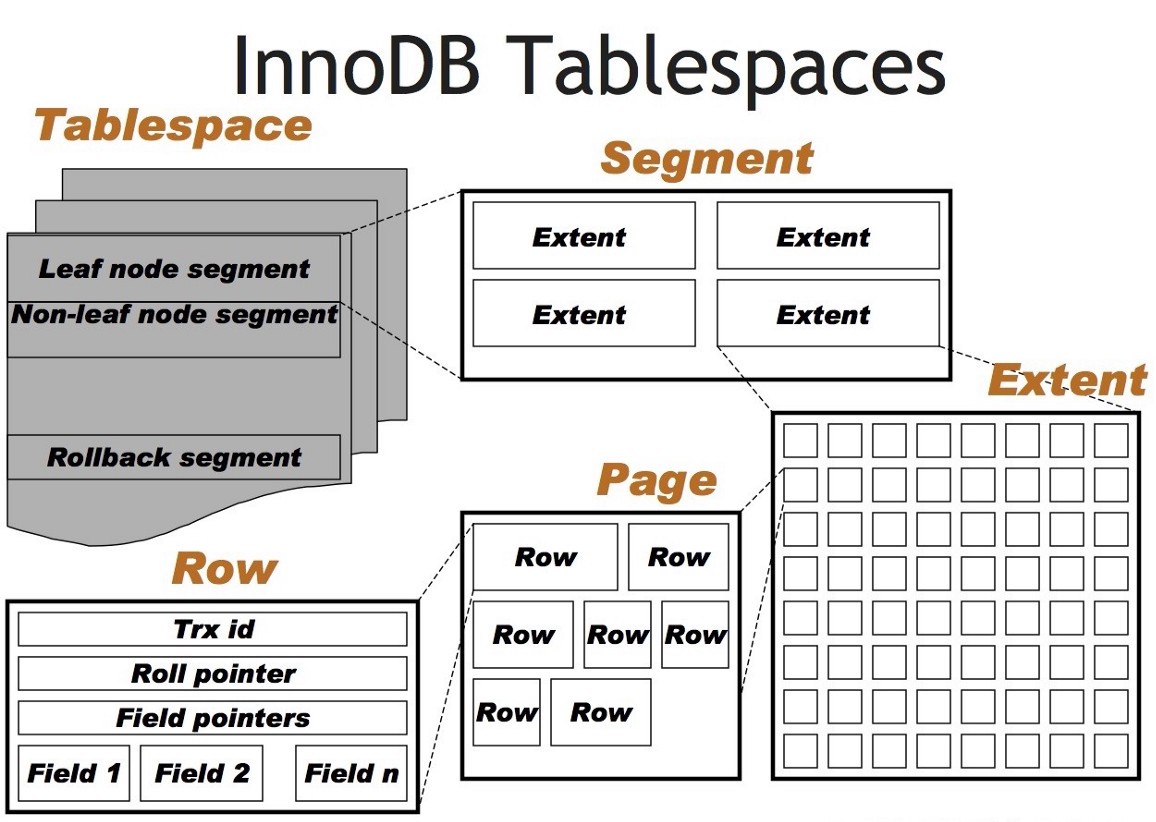 InnoDB Tablespaces
Tablespace
Leaf node segment
Non-leaf node segment
Rollback segment
Segment
Extent Extent
Extent Extent
Extent
Page
Row Row
Row Row Row
Row Row
Row
Trx id
Roll pointer
Field pointers
Field 1 Field 2 Field n